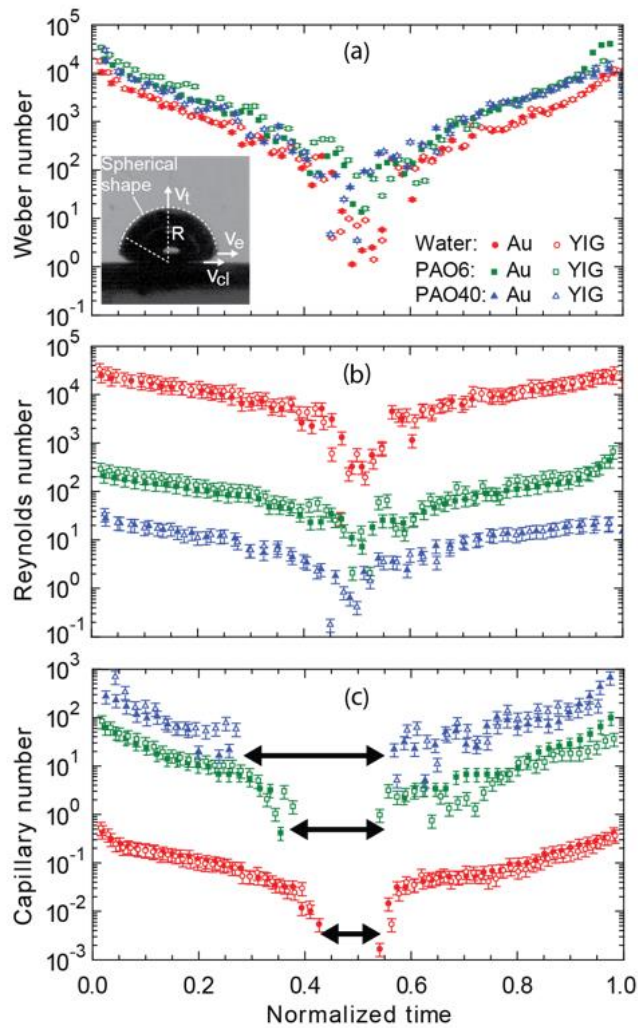 (a)
Weber number
10^5
10^4
10^3
10^2
10^1
10^0
10^-1
Spherical
shape
v_t
R
v_e
v_cl
Water: Au YIG
PAO6: Au YIG
PAO40: Au YIG
(b)
Reynolds number
10^5
10^4
10^3
10^2
10^1
10^0
10^-1
(c)
Capillary number
10^3
10^2
10^1
10^0
10^-1
10^-2
10^-3
0.0 0.2 0.4 0.6 0.8 1.0
Normalized time